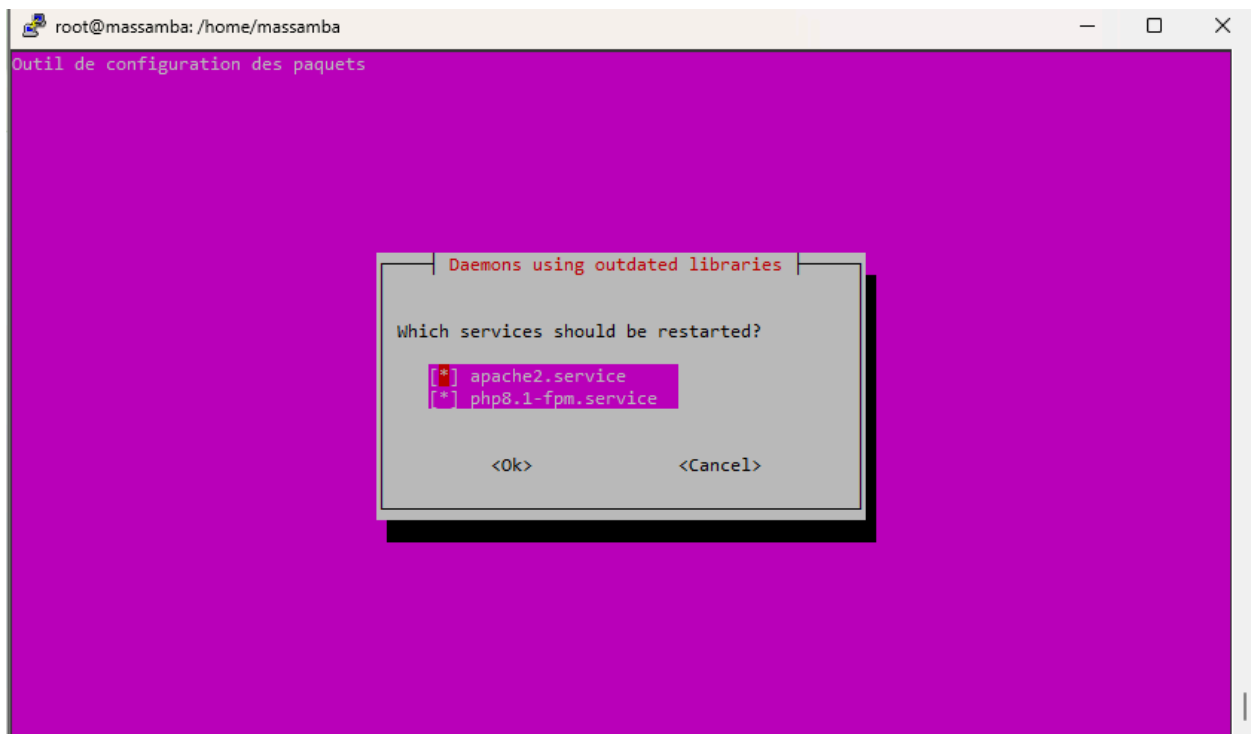 root@massamba: /home/massamba
Outil de configuration des paquets
Daemons using outdated libraries
Which services should be restarted?
[*] apache2.service
[*] php8.1-fpm.service
<Ok> <Cancel>